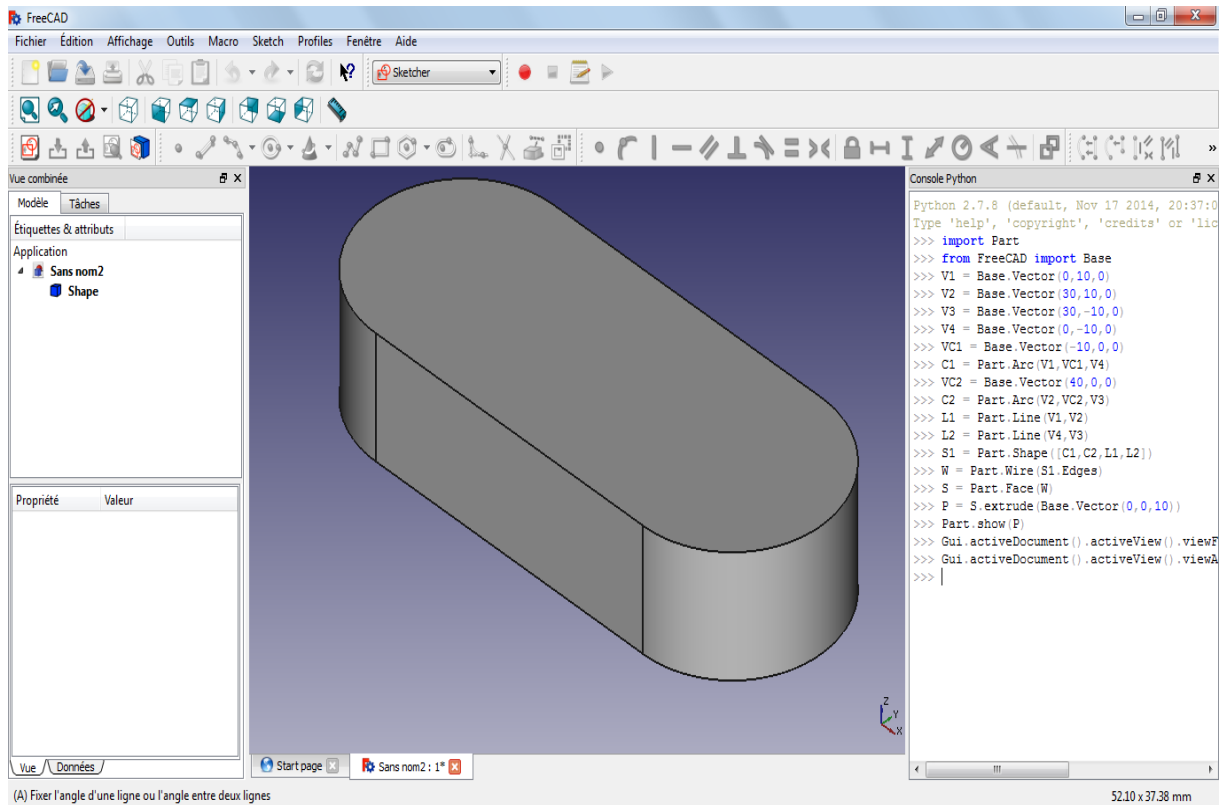 FreeCAD
Fichier Édition Affichage Outils Macro Sketch Profiles Fenêtre Aide
Sketcher
Vue combinée
Modèle Tâches
Étiquettes & attributs
Application
Sans nom2
Shape
Propriété Valeur
Vue Données
Z
Y
X
Start page Sans nom2 : 1*
Console Python
Python 2.7.8 (default, Nov 17 2014, 20:37:0
Type 'help', 'copyright', 'credits' or 'lic
>>> import Part
>>> from FreeCAD import Base
>>> V1 = Base.Vector(0,10,0)
>>> V2 = Base.Vector(30,10,0)
>>> V3 = Base.Vector(30,-10,0)
>>> V4 = Base.Vector(0,-10,0)
>>> VC1 = Base.Vector(-10,0,0)
>>> C1 = Part.Arc(V1,VC1,V4)
>>> VC2 = Base.Vector(40,0,0)
>>> C2 = Part.Arc(V2,VC2,V3)
>>> L1 = Part.Line(V1,V2)
>>> L2 = Part.Line(V4,V3)
>>> S1 = Part.Shape([C1,C2,L1,L2])
>>> W = Part.Wire(S1.Edges)
>>> S = Part.Face(W)
>>> P = S.extrude(Base.Vector(0,0,10))
>>> Part.show(P)
>>> Gui.activeDocument().activeView().viewF
>>> Gui.activeDocument().activeView().viewA
>>>
(A) Fixer l'angle d'une ligne ou l'angle entre deux lignes
52.10 x 37.38 mm